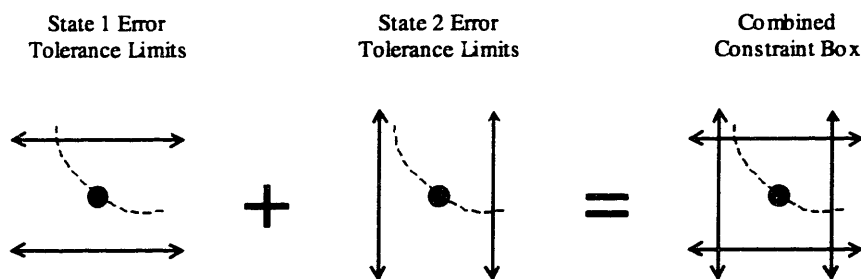 State 1 Error
Tolerance Limits
State 2 Error
Tolerance Limits
Combined
Constraint Box
+
=